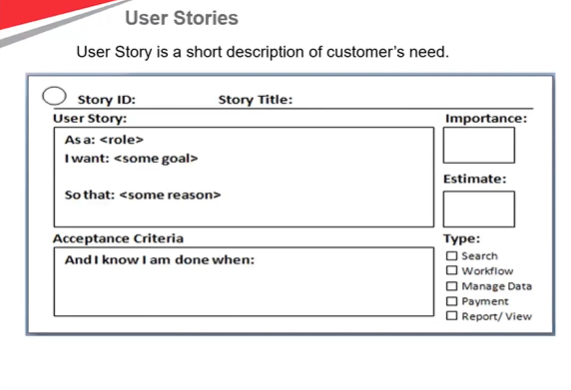 User Stories
User Story is a short description of customer's need.
Story ID: Story Title:
User Story:
As a: <role>
I want: <some goal>
So that: <some reason>
Importance:
Estimate:
Acceptance Criteria
And I know I am done when:
Type:
Search
Workflow
Manage Data
Payment
Report/ View